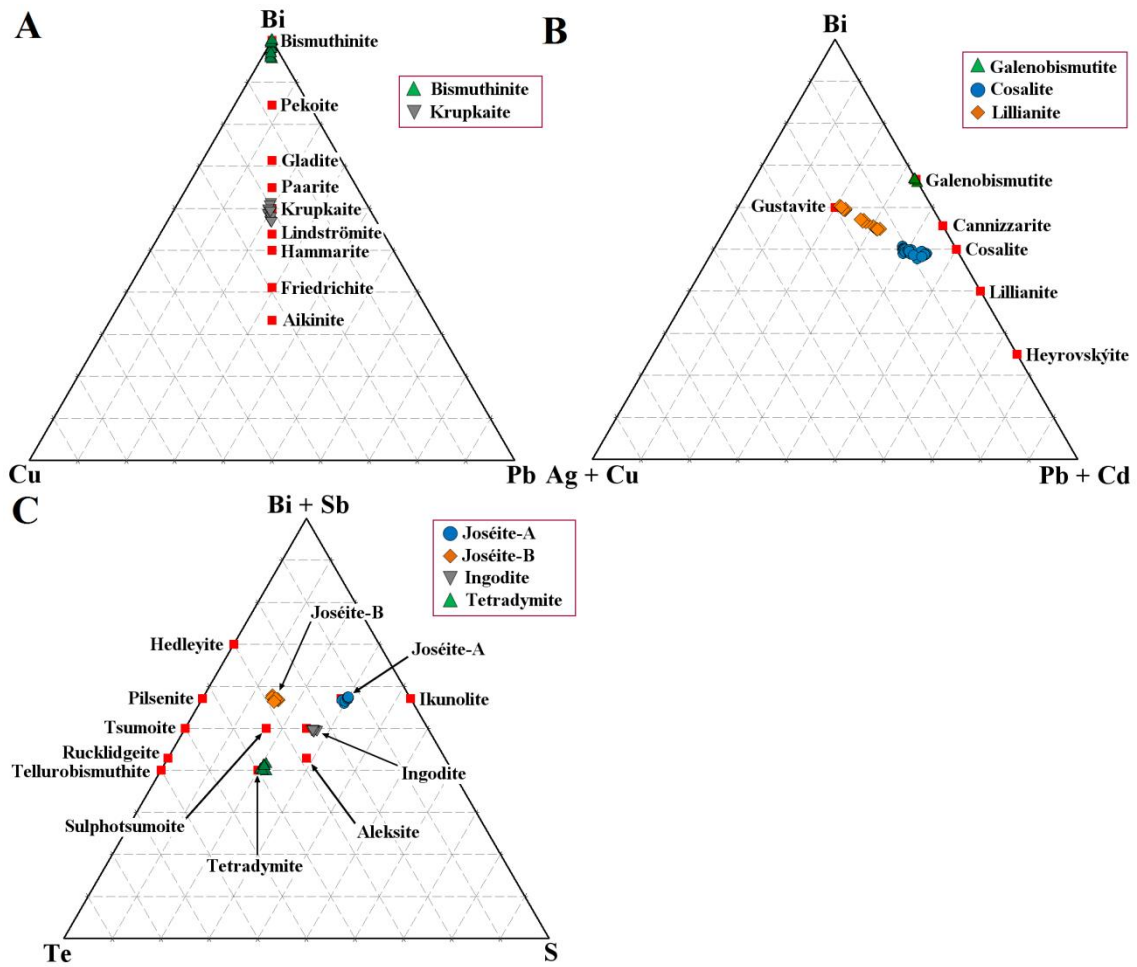 A
Bi
Bismuthinite
Pekoite
Gladite
Paarite
Krupkaite
Lindströmite
Hammarite
Friedrichite
Aikinite
Cu
Pb
Bismuthinite
Krupkaite
B
Bi
Galenobismutite
Cosalite
Lillianite
Galenobismutite
Gustavite
Cannizzarite
Cosalite
Lillianite
Heyrovskýite
Ag + Cu
Pb + Cd
C
Bi + Sb
Joséite-A
Joséite-B
Ingodite
Tetradymite
Joséite-B
Hedleyite
Joséite-A
Pilsenite
Ikunolite
Tsumoite
Rucklidgeite
Tellurobismuthite
Ingodite
Sulphotsumoite
Aleksite
Tetradymite
Te
S